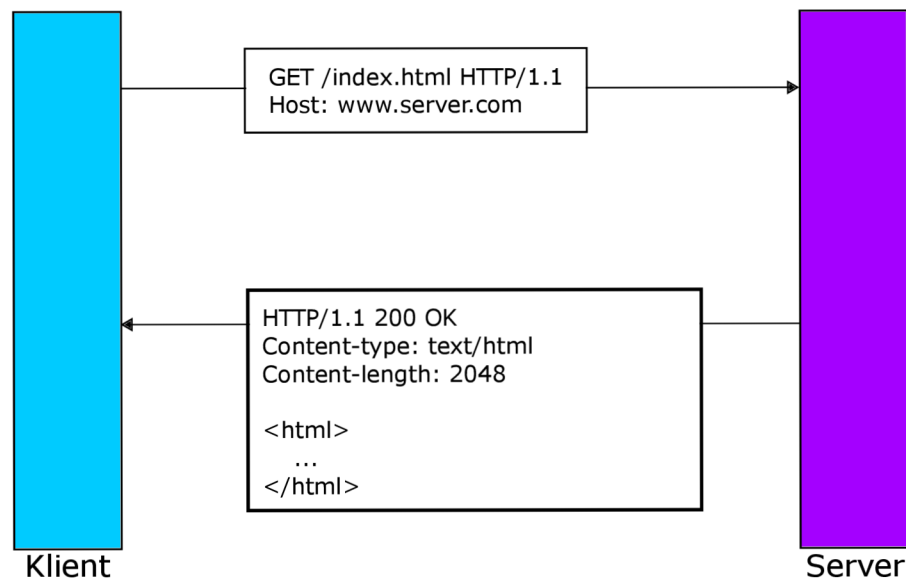 GET /index.html HTTP/1.1
Host: www.server.com
HTTP/1.1 200 OK
Content-type: text/html
Content-length: 2048
<html>
...
</html>
Klient
Server